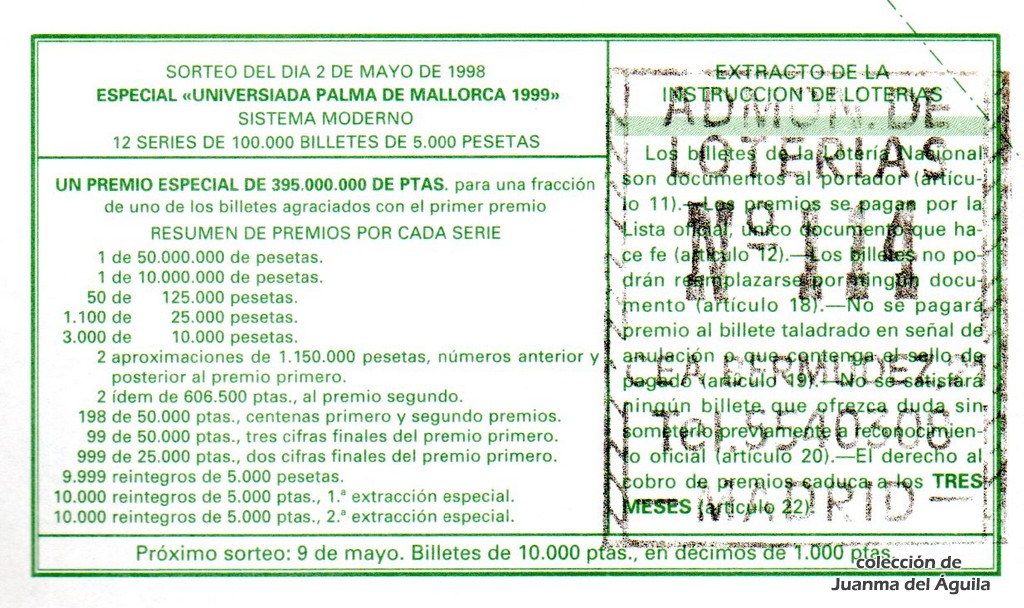 SORTEO DEL DIA 2 DE MAYO DE 1998
ESPECIAL «UNIVERSIADA PALMA DE MALLORCA 1999»
SISTEMA MODERNO
12 SERIES DE 100.000 BILLETES DE 5.000 PESETAS
UN PREMIO ESPECIAL DE 395.000.000 DE PTAS. para una fracción
de uno de los billetes agraciados con el primer premio
RESUMEN DE PREMIOS POR CADA SERIE
1 de 50.000.000 de pesetas.
1 de 10.000.000 de pesetas.
50 de 125.000 pesetas.
1.100 de 25.000 pesetas.
3.000 de 10.000 pesetas.
2 aproximaciones de 1.150.000 pesetas, números anterior y
posterior al premio primero.
2 ídem de 606.500 ptas., al premio segundo.
198 de 50.000 ptas., centenas primero y segundo premios.
99 de 50.000 ptas., tres cifras finales del premio primero.
999 de 25.000 ptas., dos cifras finales del premio primero.
9.999 reintegros de 5.000 pesetas.
10.000 reintegros de 5.000 ptas., 1.ª extracción especial.
10.000 reintegros de 5.000 ptas., 2.ª extracción especial.
EXTRACTO DE LA
INSTRUCCION DE LOTERIAS
Los billetes de la Lotería Nacional
son documentos al portador (artícu-
lo 11).—Los premios se pagan por la
Lista oficial, único documento que ha-
ce fe (artículo 12).—Los billetes no po-
drán reemplazarse por ningún docu-
mento (artículo 18).—No se pagará
premio al billete taladrado en señal de
anulación o que contenga el sello de
pagado (artículo 19).—No se satisfará
ningún billete que ofrezca duda sin
someterlo previamente a reconocimien-
to oficial (artículo 20).—El derecho al
cobro de premios caduca a los TRES
MESES (artículo 22).
ADMON. DE
LOTERIAS
Nº 114
CEA BERMUDEZ,
Tel. 5540506
— MADRID —
Próximo sorteo: 9 de mayo. Billetes de 10.000 ptas., en décimos de 1.000 ptas.
colección de
Juanma del Águila